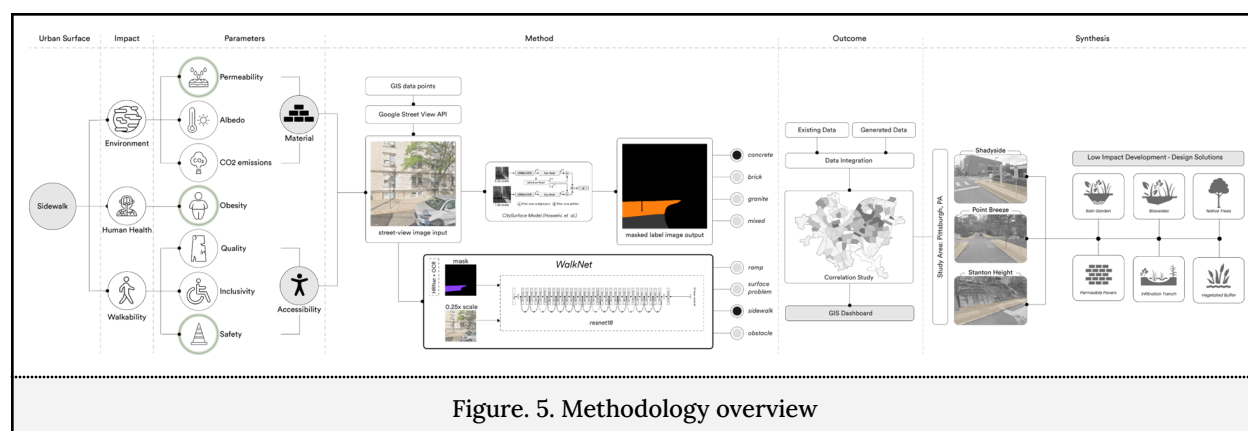 Urban Surface
Impact
Parameters
Method
Outcome
Synthesis
Sidewalk
Environment
Human Health
Walkability
Permeability
Albedo
CO2
CO2 emissions
Obesity
Quality
Inclusivity
Safety
Material
Accessibility
GIS data points
Google Street View API
street-view image input
CitySurface Model (Hosseini. et. al.)
masked label image output
concrete
brick
granite
mixed
HRNet + OCR
mask
0.25x scale
WalkNet
resnet18
ramp
surface
problem
sidewalk
obstacle
Existing Data
Generated Data
Data Integration
Correlation Study
GIS Dashboard
Study Area: Pittsburgh, PA
Shadyside
Point Breeze
Stanton Height
Low Impact Development - Design Solutions
Rain Garden
Bioswales
Native Trees
Permeable Pavers
Infiltration Trench
Vegetated Buffer
Figure. 5. Methodology overview